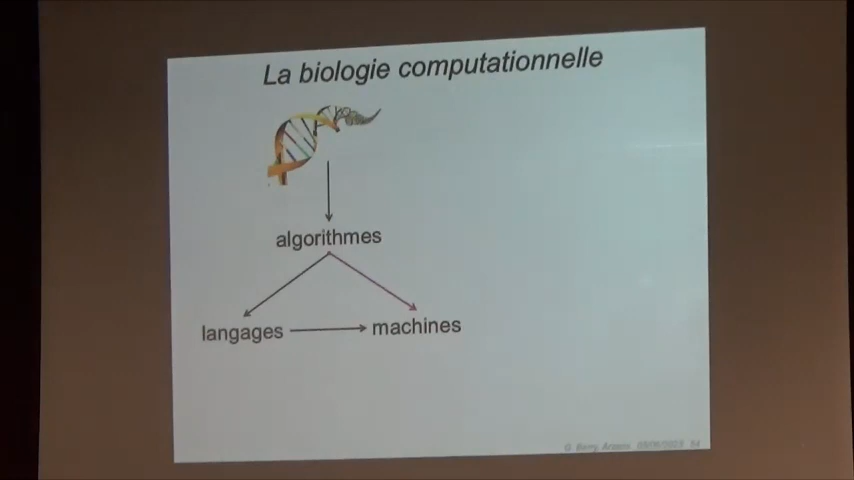 La biologie computationnelle
algorithmes
langages
machines